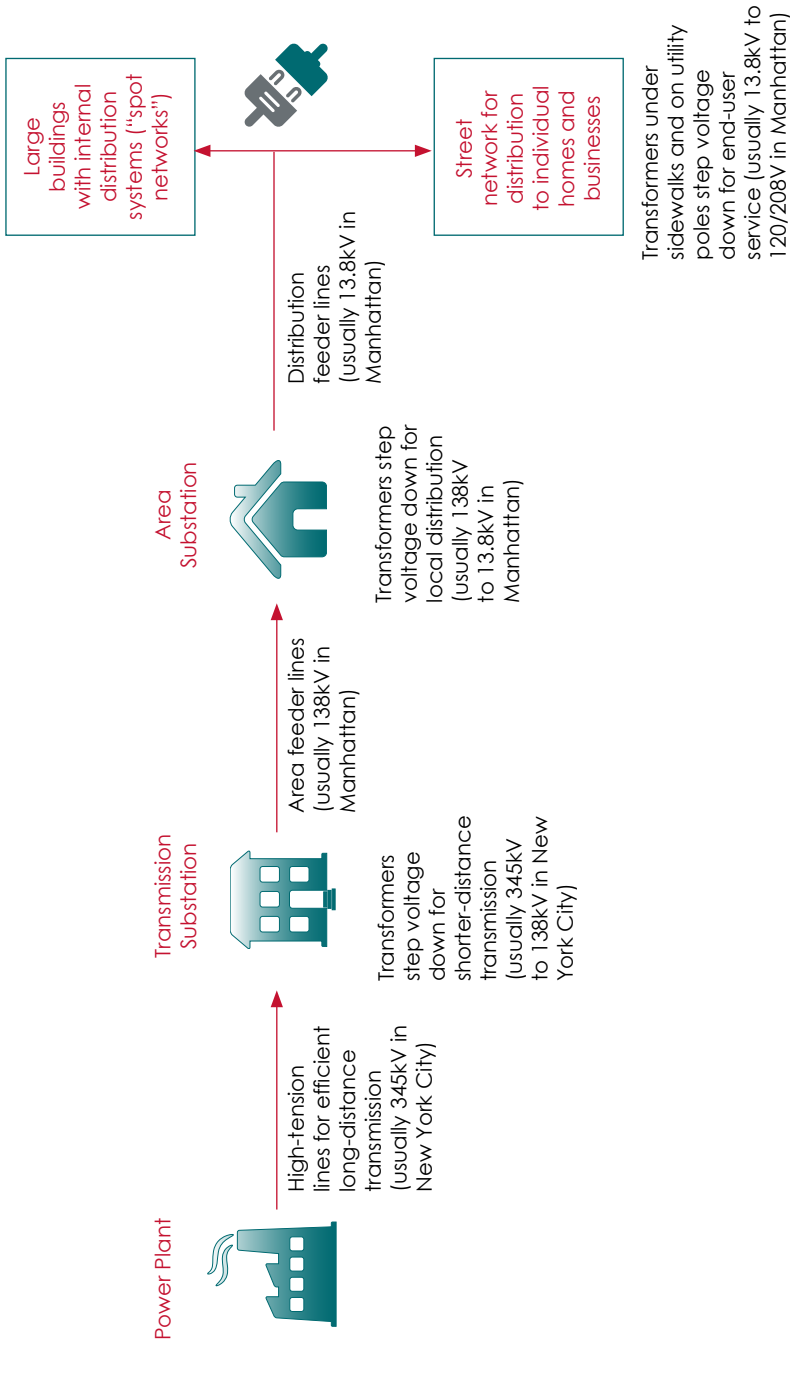 Power Plant
High-tension
lines for efficient
long-distance
transmission
(usually 345kV in
New York City)
Transmission
Substation
Transformers
step voltage
down for
shorter-distance
transmission
(usually 345kV
to 138kV in New
York City)
Area feeder lines
(usually 138kV in
Manhattan)
Area
Substation
Transformers step
voltage down for
local distribution
(usually 138kV
to 13.8kV in
Manhattan)
Distribution
feeder lines
(usually 13.8kV in
Manhattan)
Large
buildings
with internal
distribution
systems (“spot
networks”)
Street
network for
distribution
to individual
homes and
businesses
Transformers under
sidewalks and on utility
poles step voltage
down for end-user
service (usually 13.8kV to
120/208V in Manhattan)